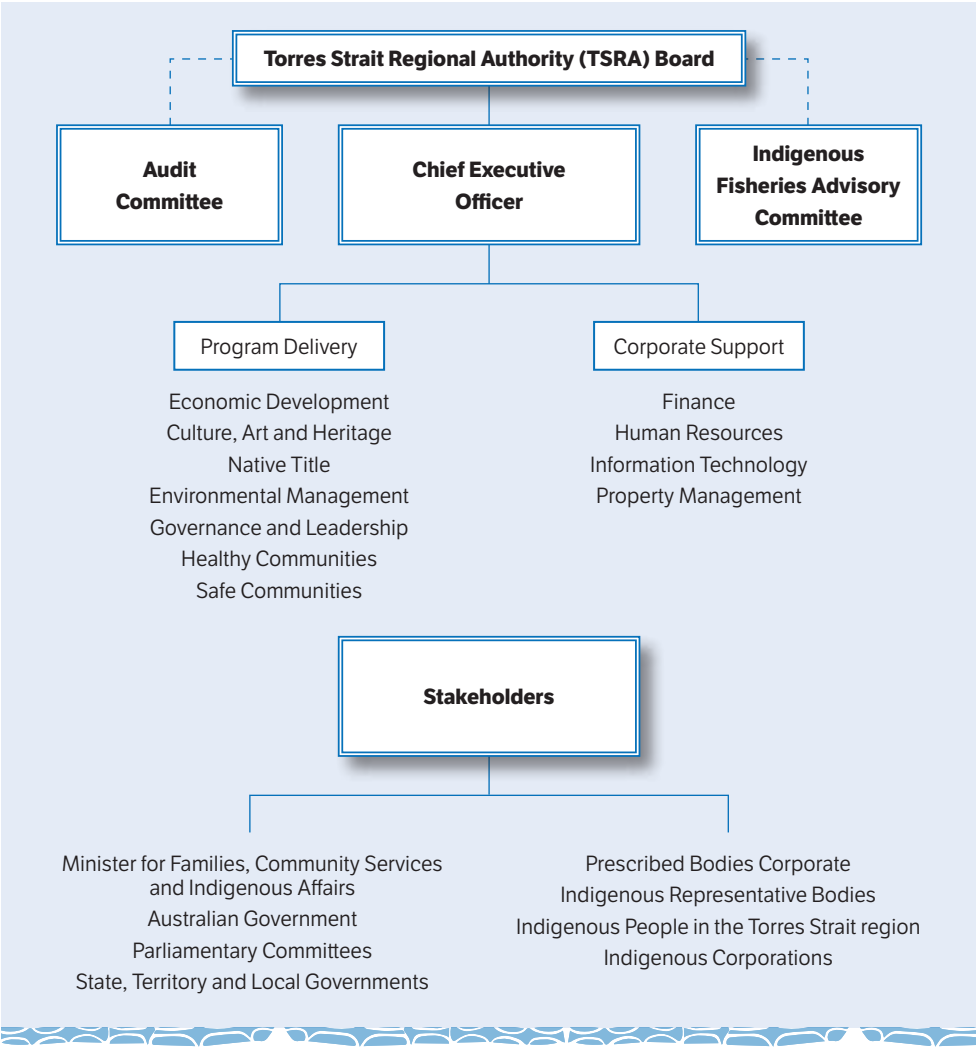 Torres Strait Regional Authority (TSRA) Board
Audit
Committee
Chief Executive
Officer
Indigenous
Fisheries Advisory
Committee
Program Delivery
Economic Development
Culture, Art and Heritage
Native Title
Environmental Management
Governance and Leadership
Healthy Communities
Safe Communities
Corporate Support
Finance
Human Resources
Information Technology
Property Management
Stakeholders
Minister for Families, Community Services
and Indigenous Affairs
Australian Government
Parliamentary Committees
State, Territory and Local Governments
Prescribed Bodies Corporate
Indigenous Representative Bodies
Indigenous People in the Torres Strait region
Indigenous Corporations